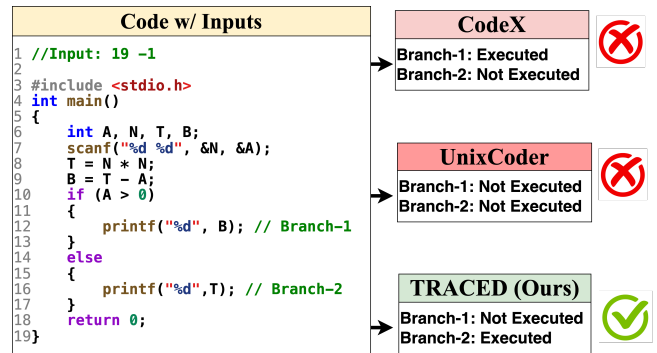 Code w/ Inputs
1 //Input: 19 -1
2
3 #include <stdio.h>
4 int main()
5 {
6     int A, N, T, B;
7     scanf("%d %d", &N, &A);
8     T = N * N;
9     B = T - A;
10     if (A > 0)
11     {
12         printf("%d", B); // Branch-1
13     }
14     else
15     {
16         printf("%d",T); // Branch-2
17     }
18     return 0;
19 }
CodeX
Branch-1: Executed
Branch-2: Not Executed
UnixCoder
Branch-1: Not Executed
Branch-2: Not Executed
TRACED (Ours)
Branch-1: Not Executed
Branch-2: Executed